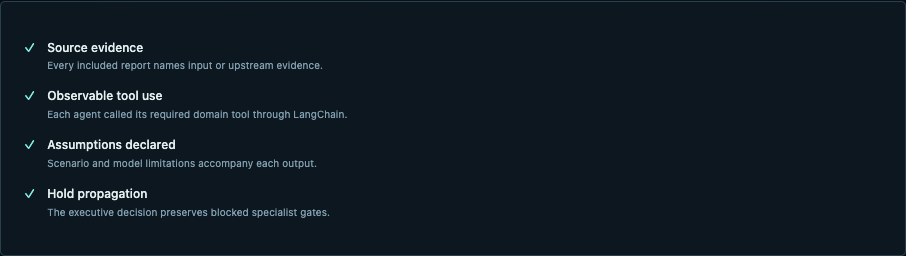 Source evidence
Every included report names input or upstream evidence.
Observable tool use
Each agent called its required domain tool through LangChain.
Assumptions declared
Scenario and model limitations accompany each output.
Hold propagation
The executive decision preserves blocked specialist gates.